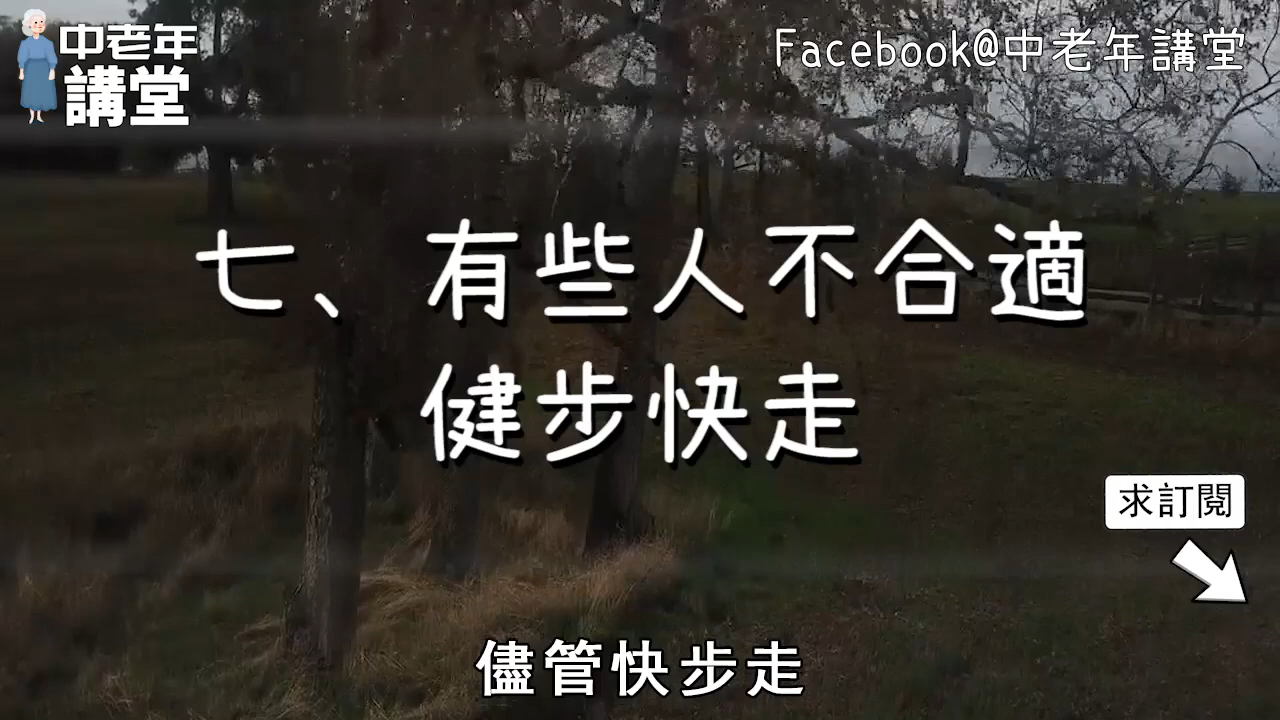 中老年
講堂
Facebook@中老年講堂
七、有些人不合適
健步快走
求訂閱
儘管快步走